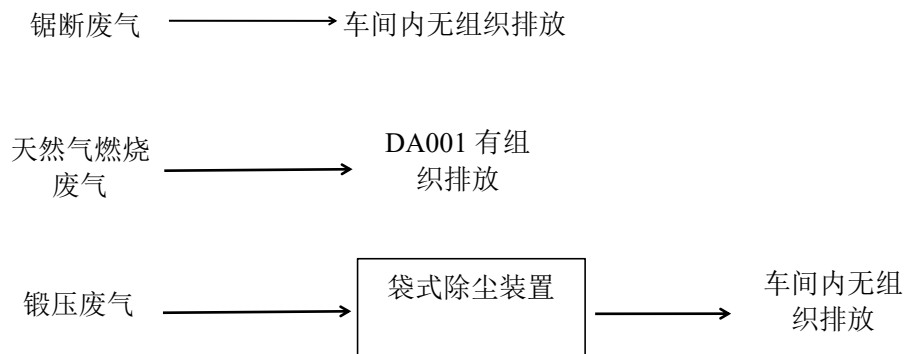 锯断废气
车间内无组织排放
天然气燃烧
废气
DA001 有组
织排放
锻压废气
袋式除尘装置
车间内无组
织排放